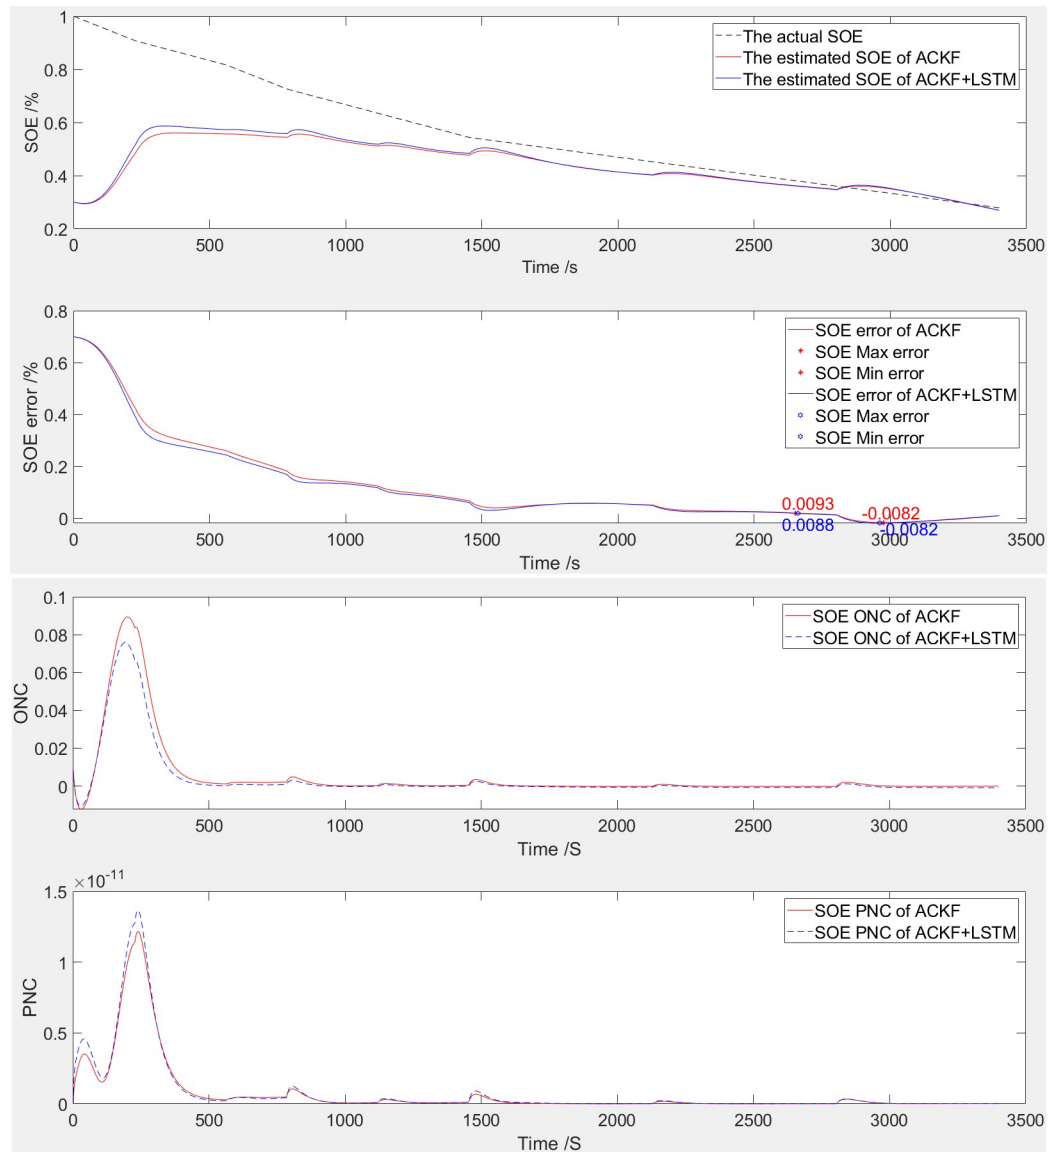 1
0.8
0.6
0.4
0.2
SOE /%
The actual SOE
The estimated SOE of ACKF
The estimated SOE of ACKF+LSTM
0 500 1000 1500 2000 2500 3000 3500
Time /s
0.8
0.6
0.4
0.2
0
SOE error /%
SOE error of ACKF
SOE Max error
SOE Min error
SOE error of ACKF+LSTM
SOE Max error
SOE Min error
0.0093
-0.0082
0.0088
-0.0082
0 500 1000 1500 2000 2500 3000 3500
Time /s
0.1
0.08
0.06
0.04
0.02
0
ONC
SOE ONC of ACKF
SOE ONC of ACKF+LSTM
0 500 1000 1500 2000 2500 3000 3500
Time /S
×10-11
1.5
1
0.5
0
PNC
SOE PNC of ACKF
SOE PNC of ACKF+LSTM
0 500 1000 1500 2000 2500 3000 3500
Time /S